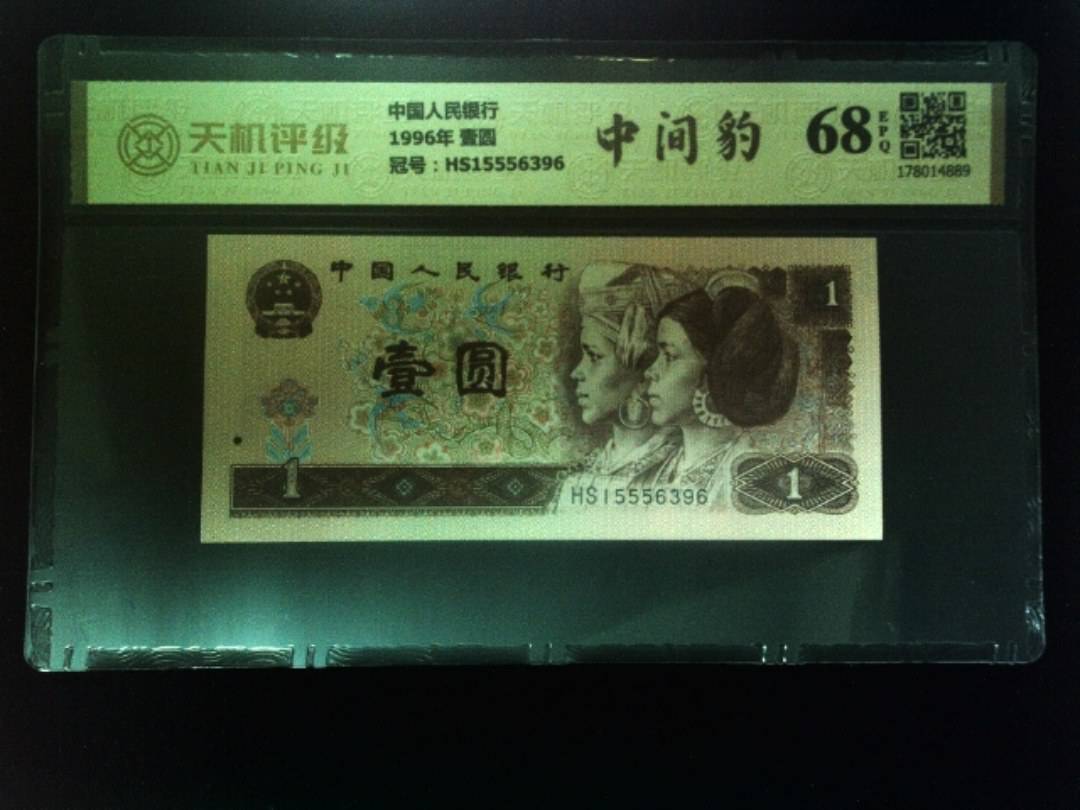 天机评级
TIAN JI PING JI
中国人民银行
1996年 壹圆
冠号：HS15556396
中间豹
68
EPQ
178014889
中国人民银行
1
壹圆
1
HS15556396
1